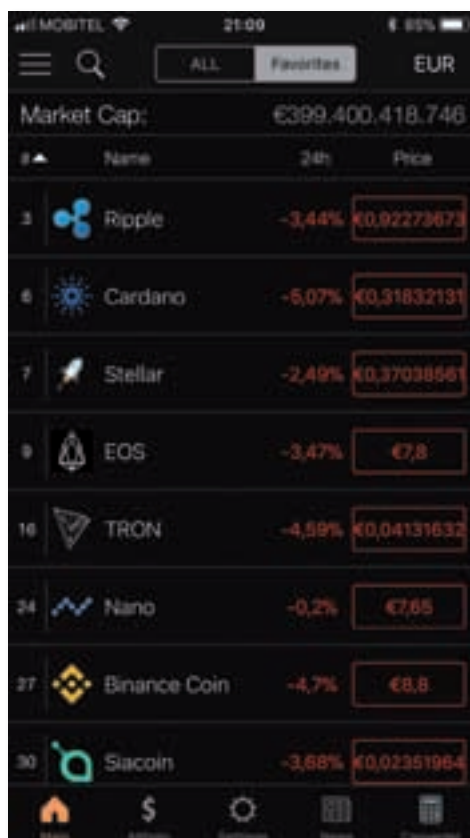 MOBITEL 21:09 85%
ALL Favorites EUR
Market Cap: €399.400.418.746
# Name 24h Price
3 Ripple -3,44% €0,92273673
6 Cardano -5,07% €0,31832131
7 Stellar -2,49% €0,37038561
9 EOS -3,47% €7,8
16 TRON -4,59% €0,04131632
24 Nano -0,2% €7,65
27 Binance Coin -4,7% €8,8
30 Siacoin -3,68% €0,02351964
Main